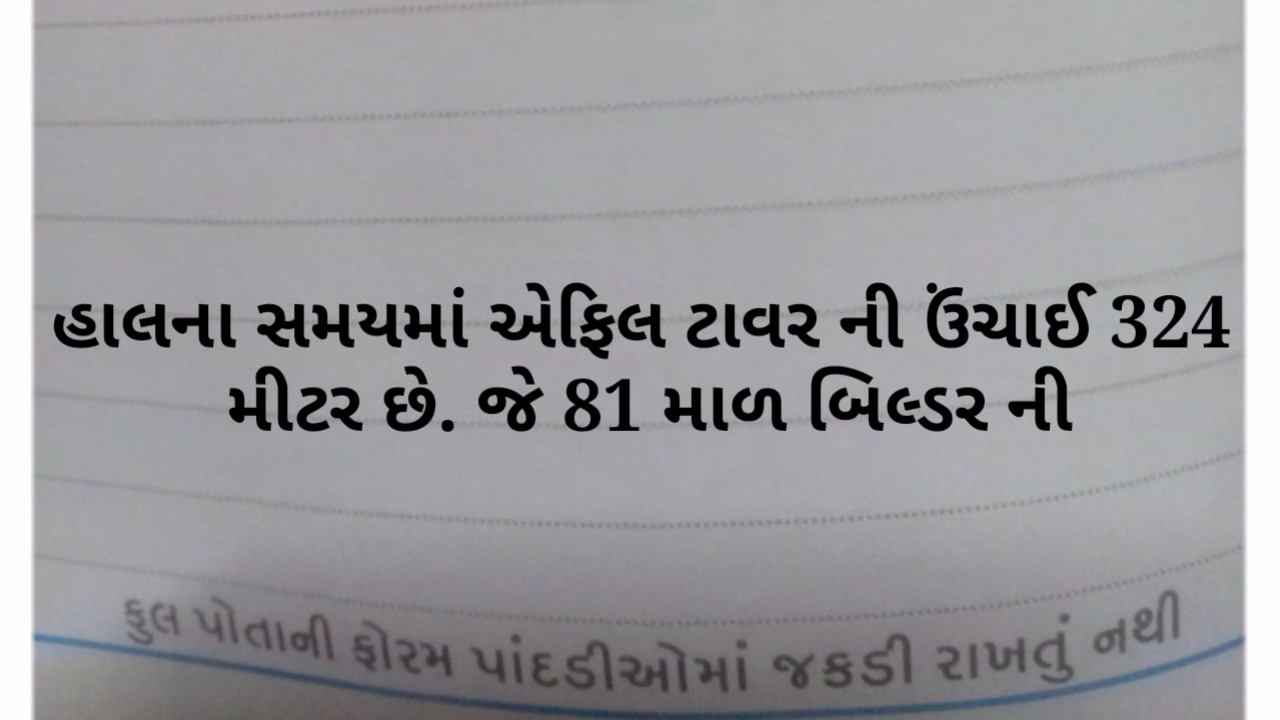 હાલના સમયમાં એફિલ ટાવર ની ઉંચાઈ 324
મીટર છે. જે 81 માળ બિલ્ડર ની
ફુલ પોતાની ફોરમ પાંદડીઓમાં જકડી રાખતું નથી